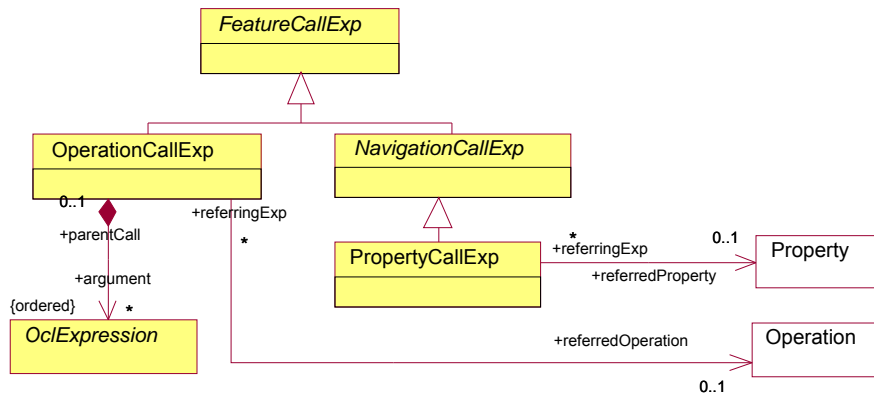 FeatureCallExp
OperationCallExp
NavigationCallExp
0..1
+parentCall
+referringExp
*
+argument
{ordered}
*
OclExpression
PropertyCallExp
*
+referringExp
0..1
+referredProperty
Property
+referredOperation
0..1
Operation